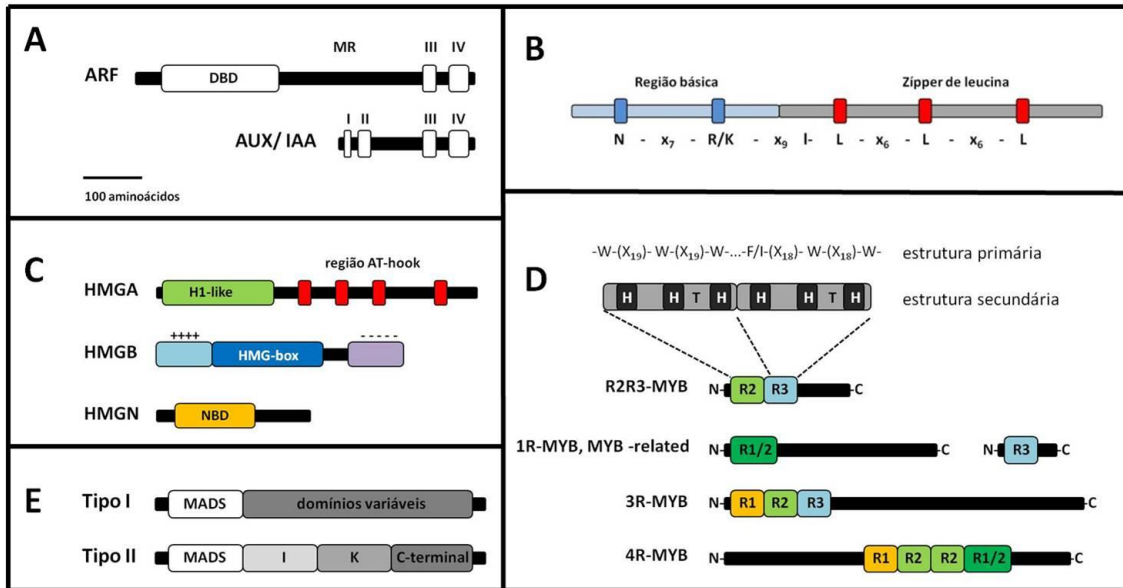 A
MR III IV
ARF DBD
I II III IV
AUX/ IAA
100 aminoácidos
B
Região básica Zípper de leucina
N - x₇ - R/K - x₉ I- L - x₆ - L - x₆ - L
C
região AT-hook
HMGA H1-like
++++ - - - - -
HMGB HMG-box
HMGN NBD
D
-W-(X₁₉)- W-(X₁₉)-W-...-F/I-(X₁₈)- W-(X₁₈)-W- estrutura primária
H H T H H H T H estrutura secundária
R2R3-MYB N- R2 R3 -C
1R-MYB, MYB -related N- R1/2 -C N- R3 -C
3R-MYB N- R1 R2 R3 -C
4R-MYB N- R1 R2 R2 R1/2 -C
E
Tipo I MADS domínios variáveis
Tipo II MADS I K C-terminal